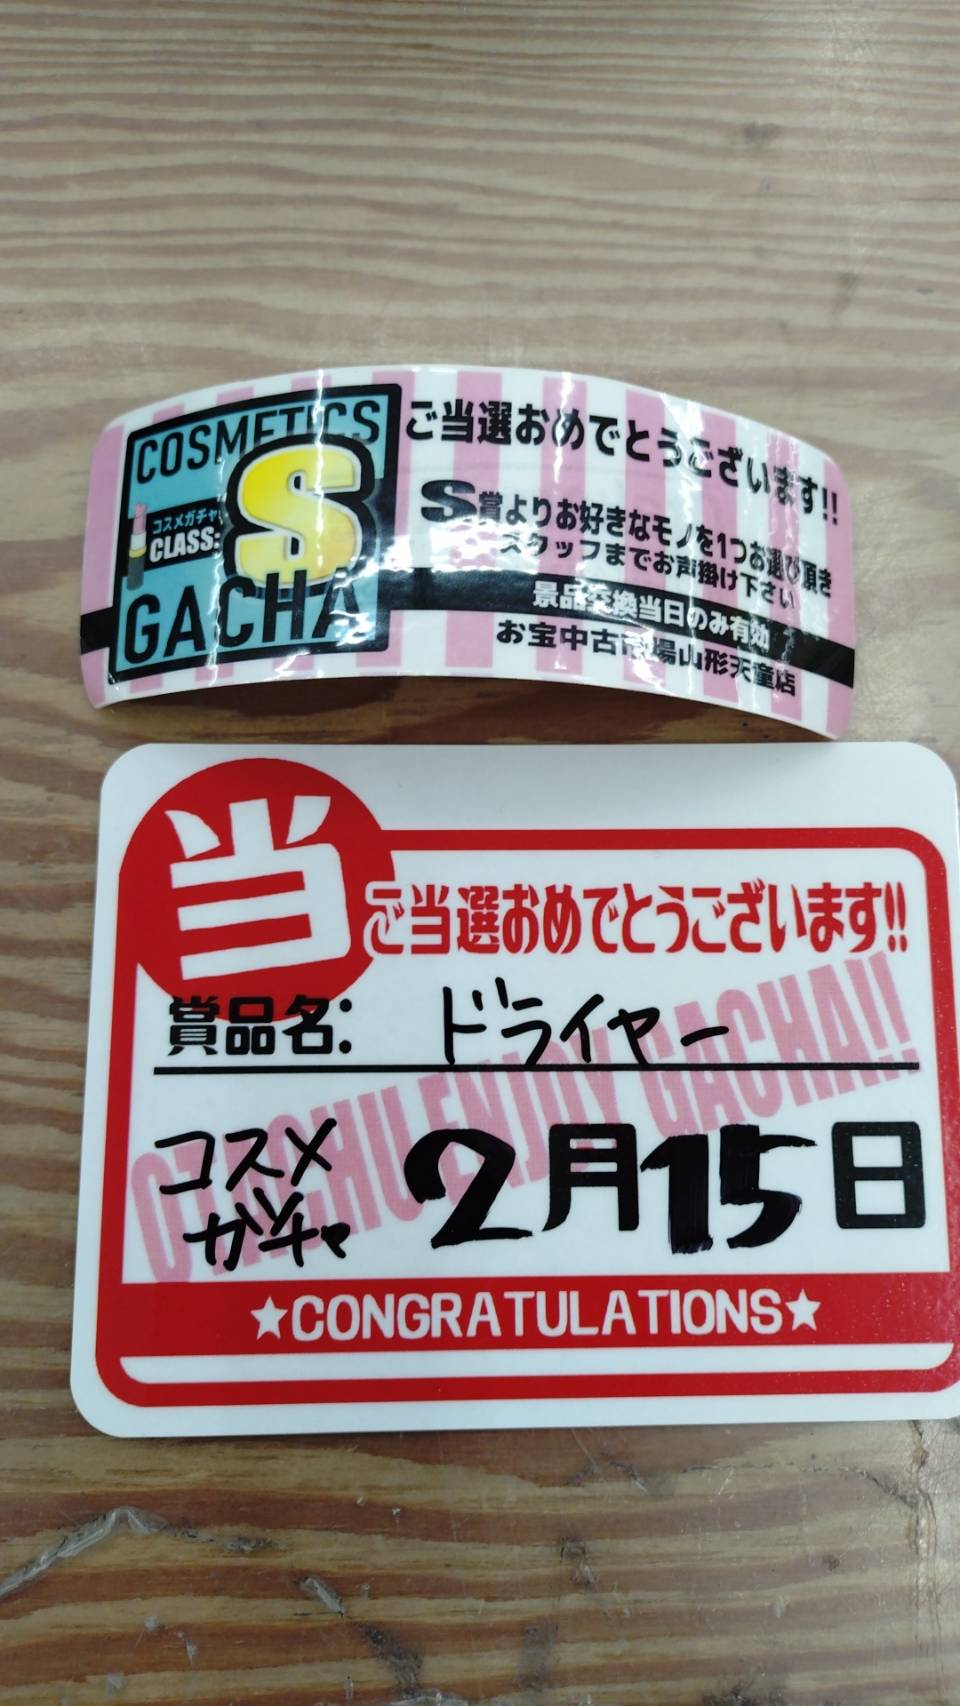 COSMETICS
コスメガチャ
CLASS:
S
GACHA
ご当選おめでとうございます!!
S賞よりお好きなモノを1つお選び頂き
スタッフまでお声掛け下さい
景品交換当日のみ有効
お宝中古市場山形天童店
当
ご当選おめでとうございます!!
賞品名: ドライヤー
OTAICHI ENJOY GACHA!!
コスメ
ガチャ
2月15日
★CONGRATULATIONS★